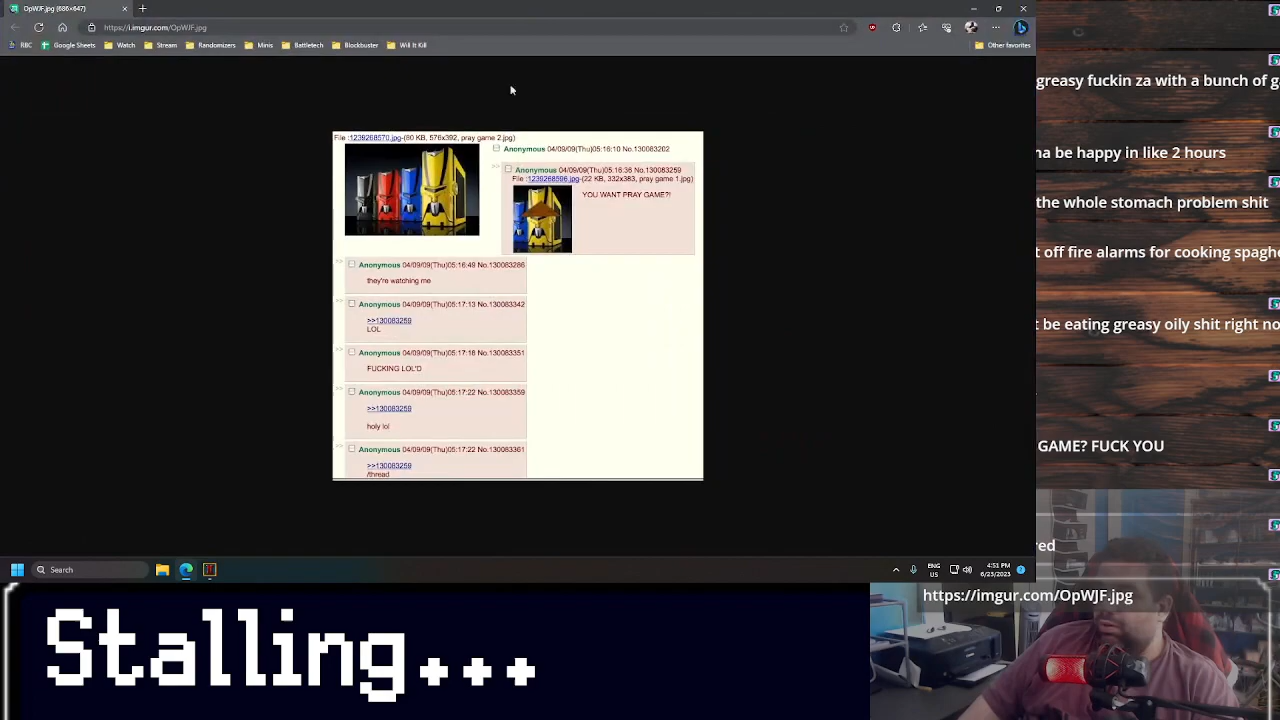 OpWJF.jpg (686×647)
https://i.imgur.com/OpWJF.jpg
RBC
Google Sheets
Watch
Stream
Randomizers
Minis
Battletech
Blockbuster
Will It Kill
Other favorites
File :1239268570.jpg-(80 KB, 576x392, pray game 2.jpg)
Anonymous 04/09/09(Thu)05:16:10 No.130083202
>> Anonymous 04/09/09(Thu)05:16:36 No.130083259
File :1239268596.jpg-(22 KB, 332x383, pray game 1.jpg)
YOU WANT PRAY GAME?!
>> Anonymous 04/09/09(Thu)05:16:49 No.130083286
they're watching me
>> Anonymous 04/09/09(Thu)05:17:13 No.130083342
>>130083259
LOL
>> Anonymous 04/09/09(Thu)05:17:16 No.130083351
FUCKING LOL'D
>> Anonymous 04/09/09(Thu)05:17:22 No.130083359
>>130083259
holy lol
>> Anonymous 04/09/09(Thu)05:17:22 No.130083361
>>130083259
/thread
Search
ENG
US
4:51 PM
6/23/2023
greasy fuckin za with a bunch of ga
na be happy with like 2 hours
the whole stomach problem shit
off fire alarms for cooking spaghe
t be eating greasy oily shit right no
GAME? FUCK YOU
red
https://imgur.com/OpWJF.jpg
Stalling...